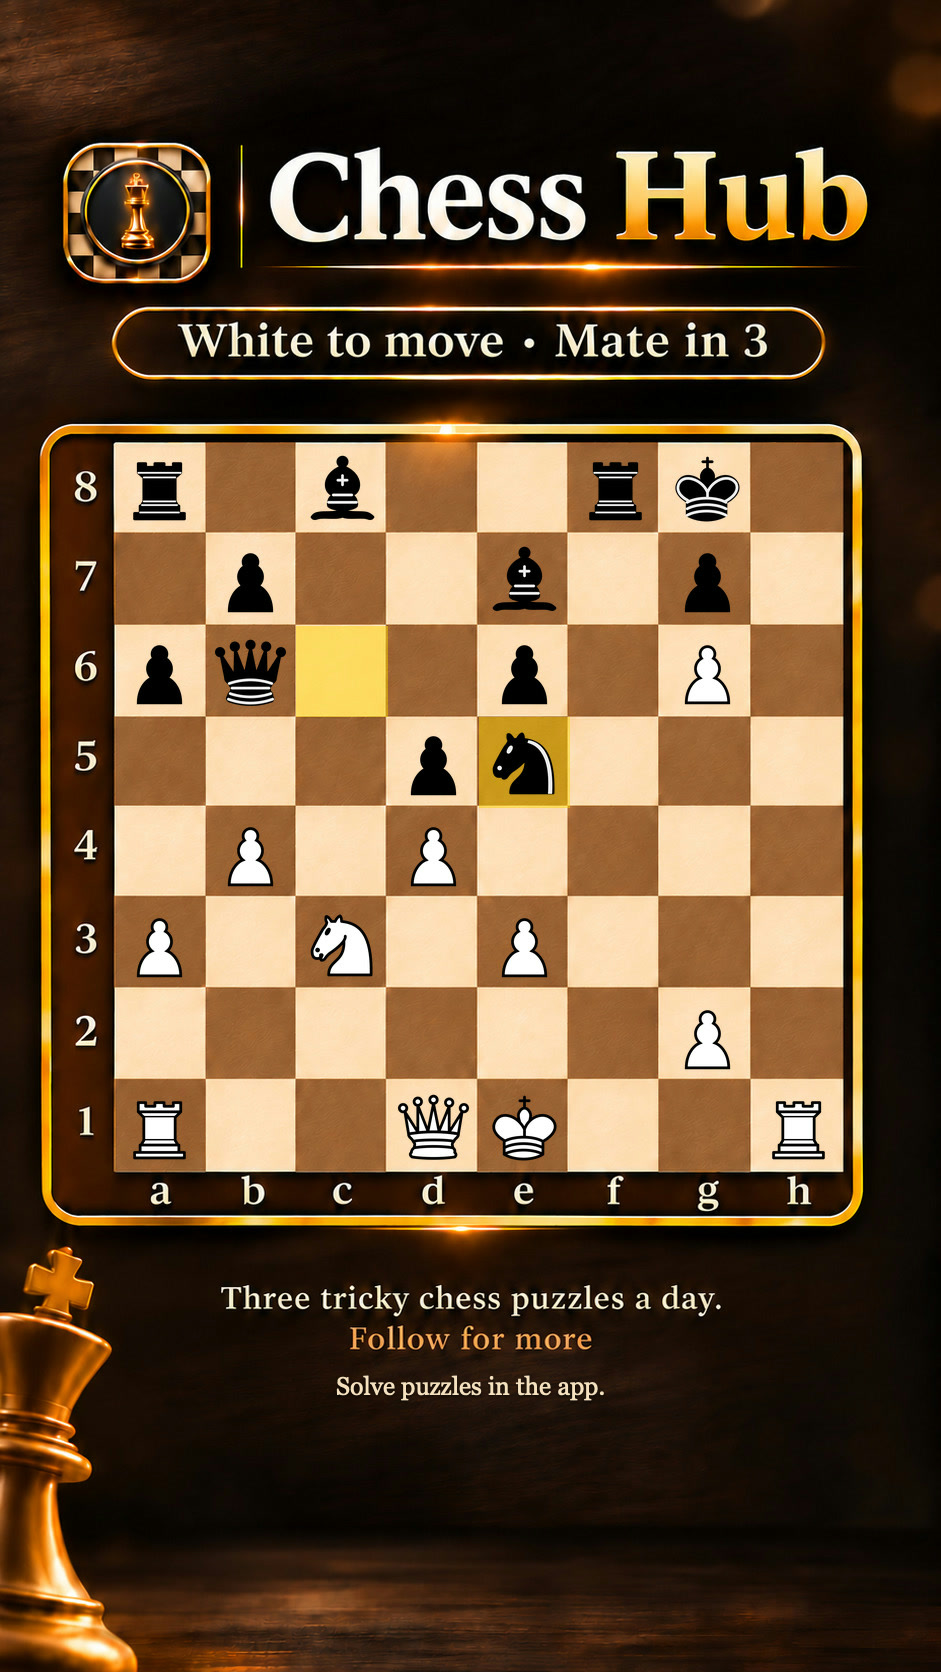 Chess Hub
White to move • Mate in 3
8
7
6
5
4
3
2
1
a b c d e f g h
Three tricky chess puzzles a day.
Follow for more
Solve puzzles in the app.